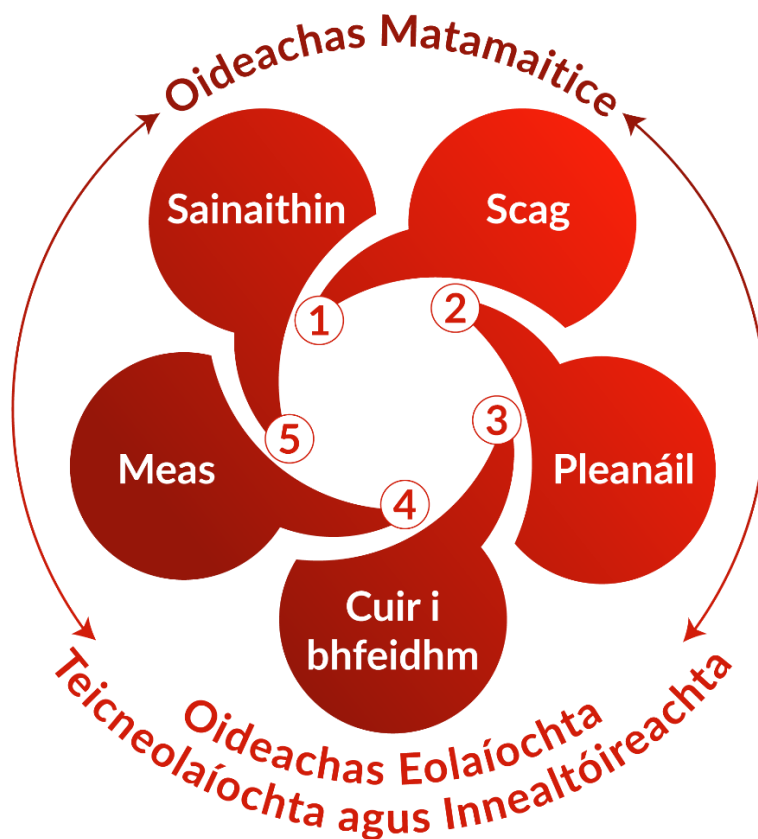 Oideachas Matamaitice
Sainaithin
Scag
1
2
3
Pleanáil
5
Meas
4
Cuir i
bhfeidhm
Oideachas Eolaíochta
Teicneolaíochta agus Innealtóireachta